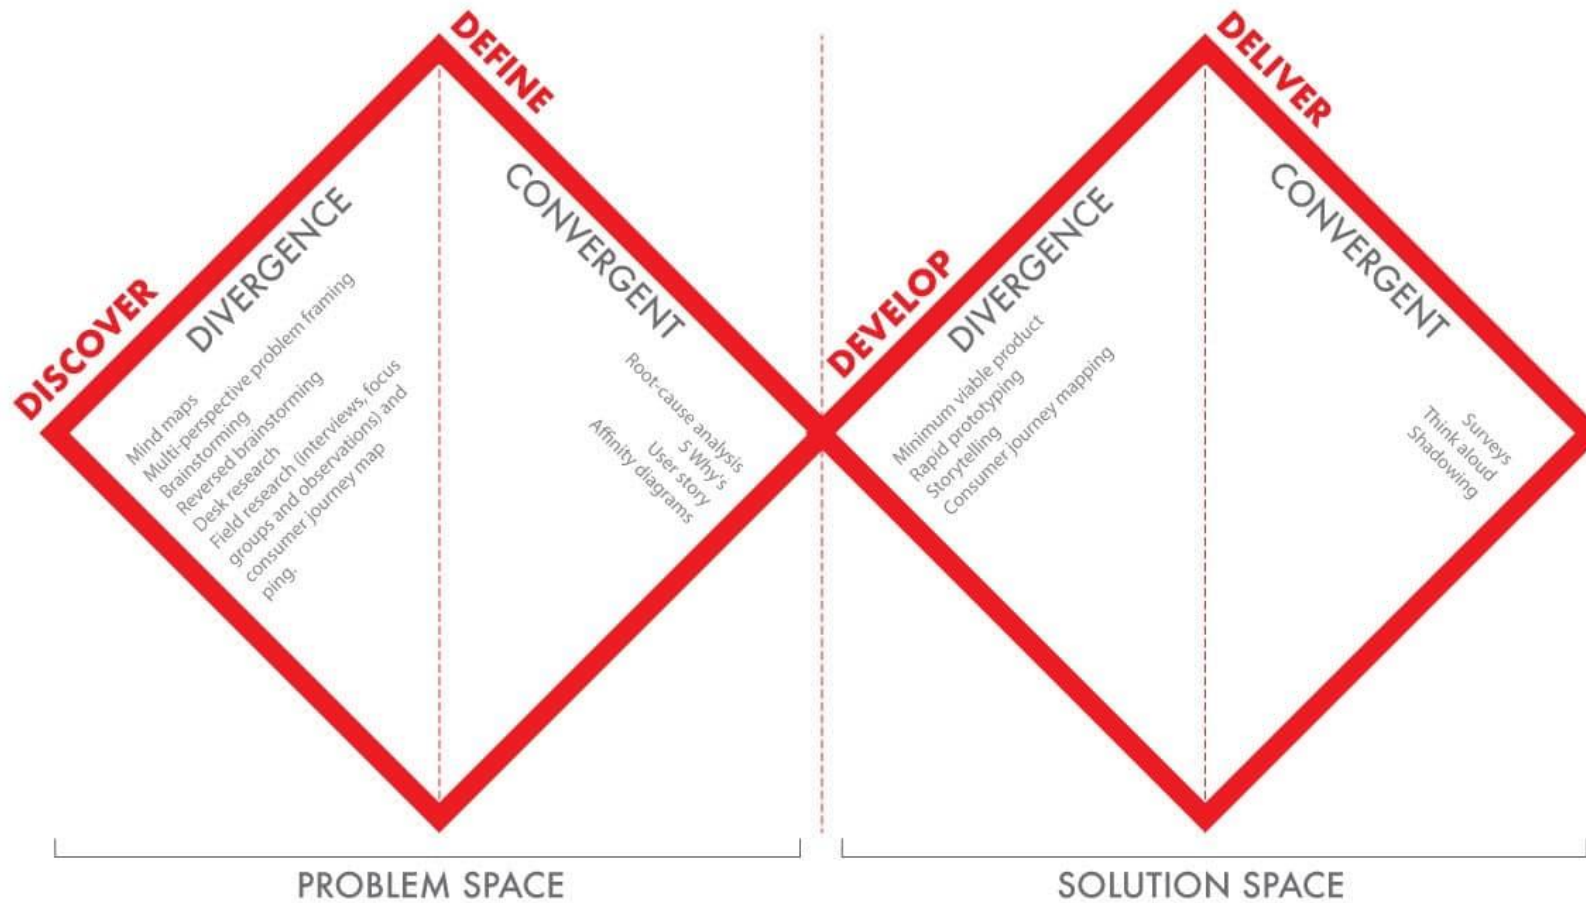 DISCOVER
DIVERGENCE
Mind maps
Multi-perspective problem framing
Brainstorming
Reversed brainstorming
Desk research
Field research (interviews, focus
groups and observations) and
consumer journey map
ping.
DEFINE
CONVERGENT
Root-cause analysis
5 Why's
User story
Affinity diagrams
DEVELOP
DIVERGENCE
Minimum viable product
Rapid prototyping
Storytelling
Consumer journey mapping
DELIVER
CONVERGENT
Surveys
Think aloud
Shadowing
PROBLEM SPACE
SOLUTION SPACE